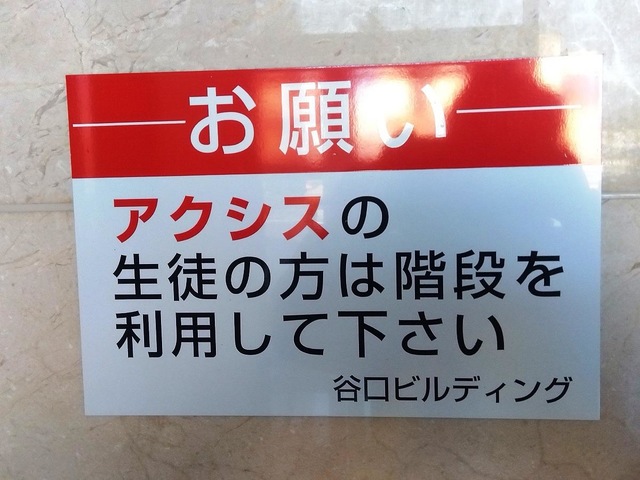 お願い
アクシスの
生徒の方は階段を
利用して下さい
谷口ビルディング